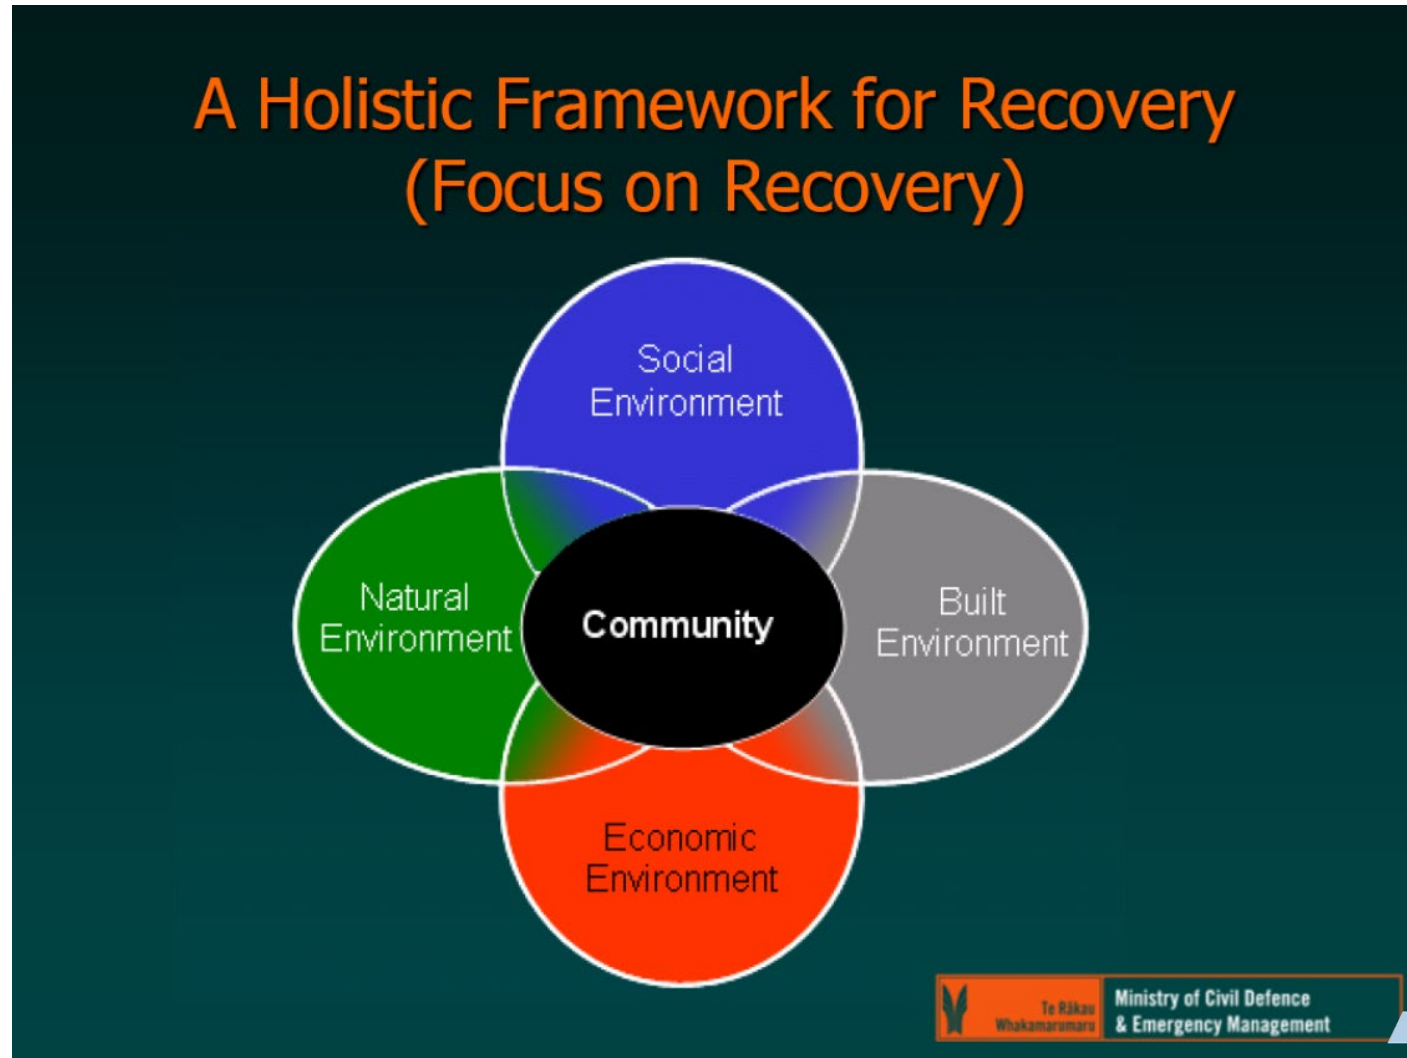 A Holistic Framework for Recovery
(Focus on Recovery)
Social
Environment
Natural
Environment
Community
Built
Environment
Economic
Environment
Te Rākau
Whakamarumaru
Ministry of Civil Defence
& Emergency Management